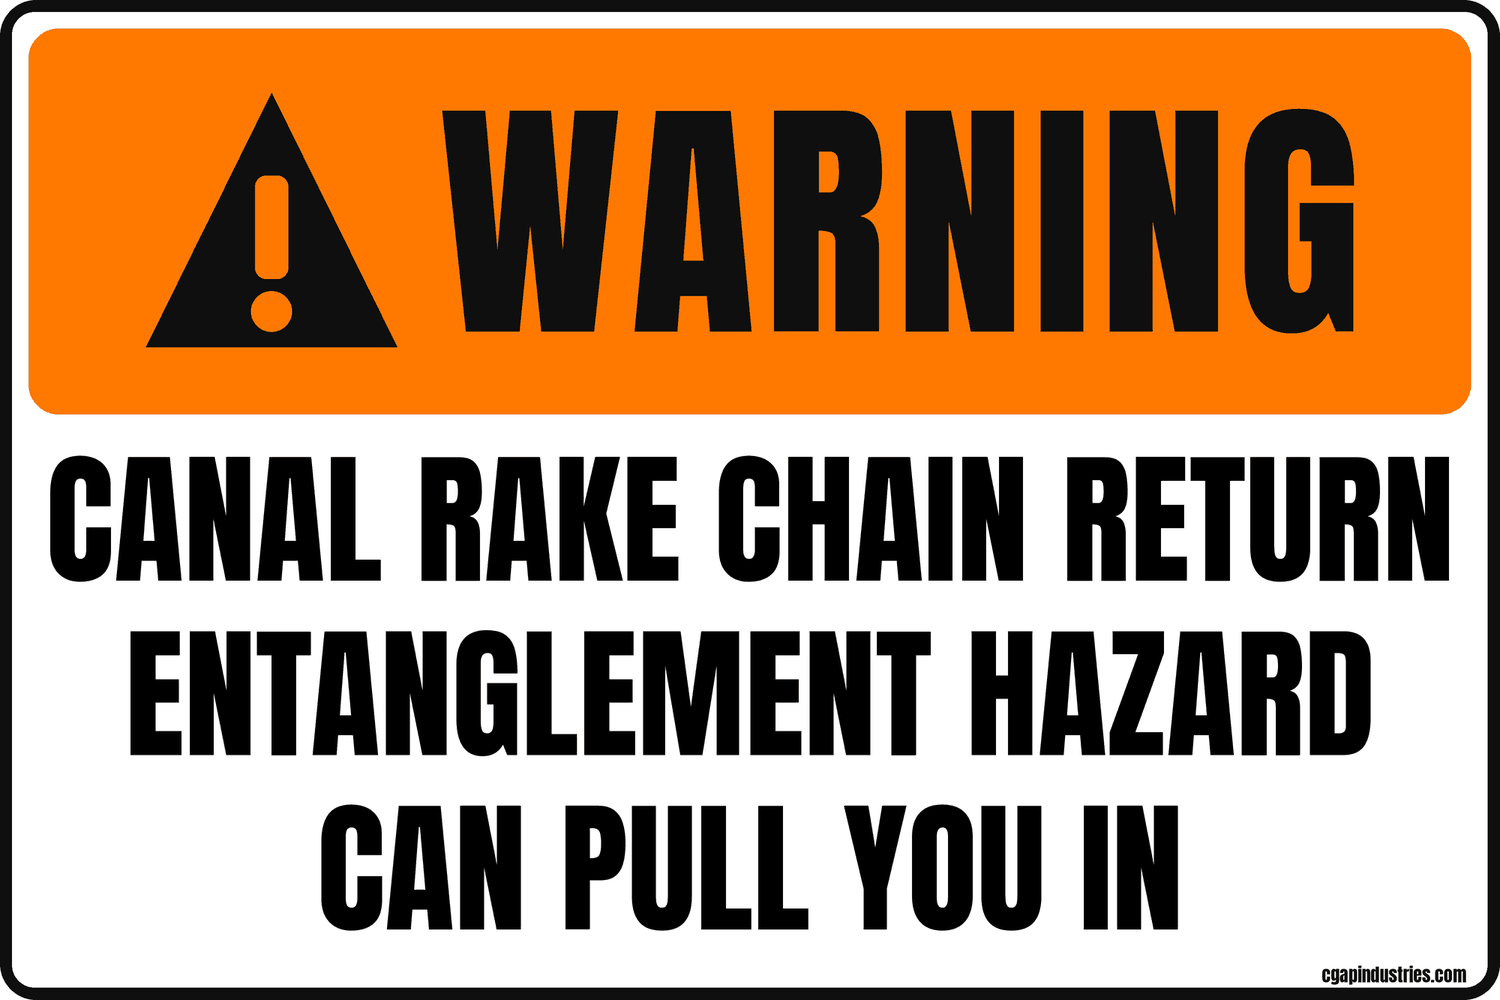 WARNING
CANAL RAKE CHAIN RETURN
ENTANGLEMENT HAZARD
CAN PULL YOU IN
cgapindustries.com